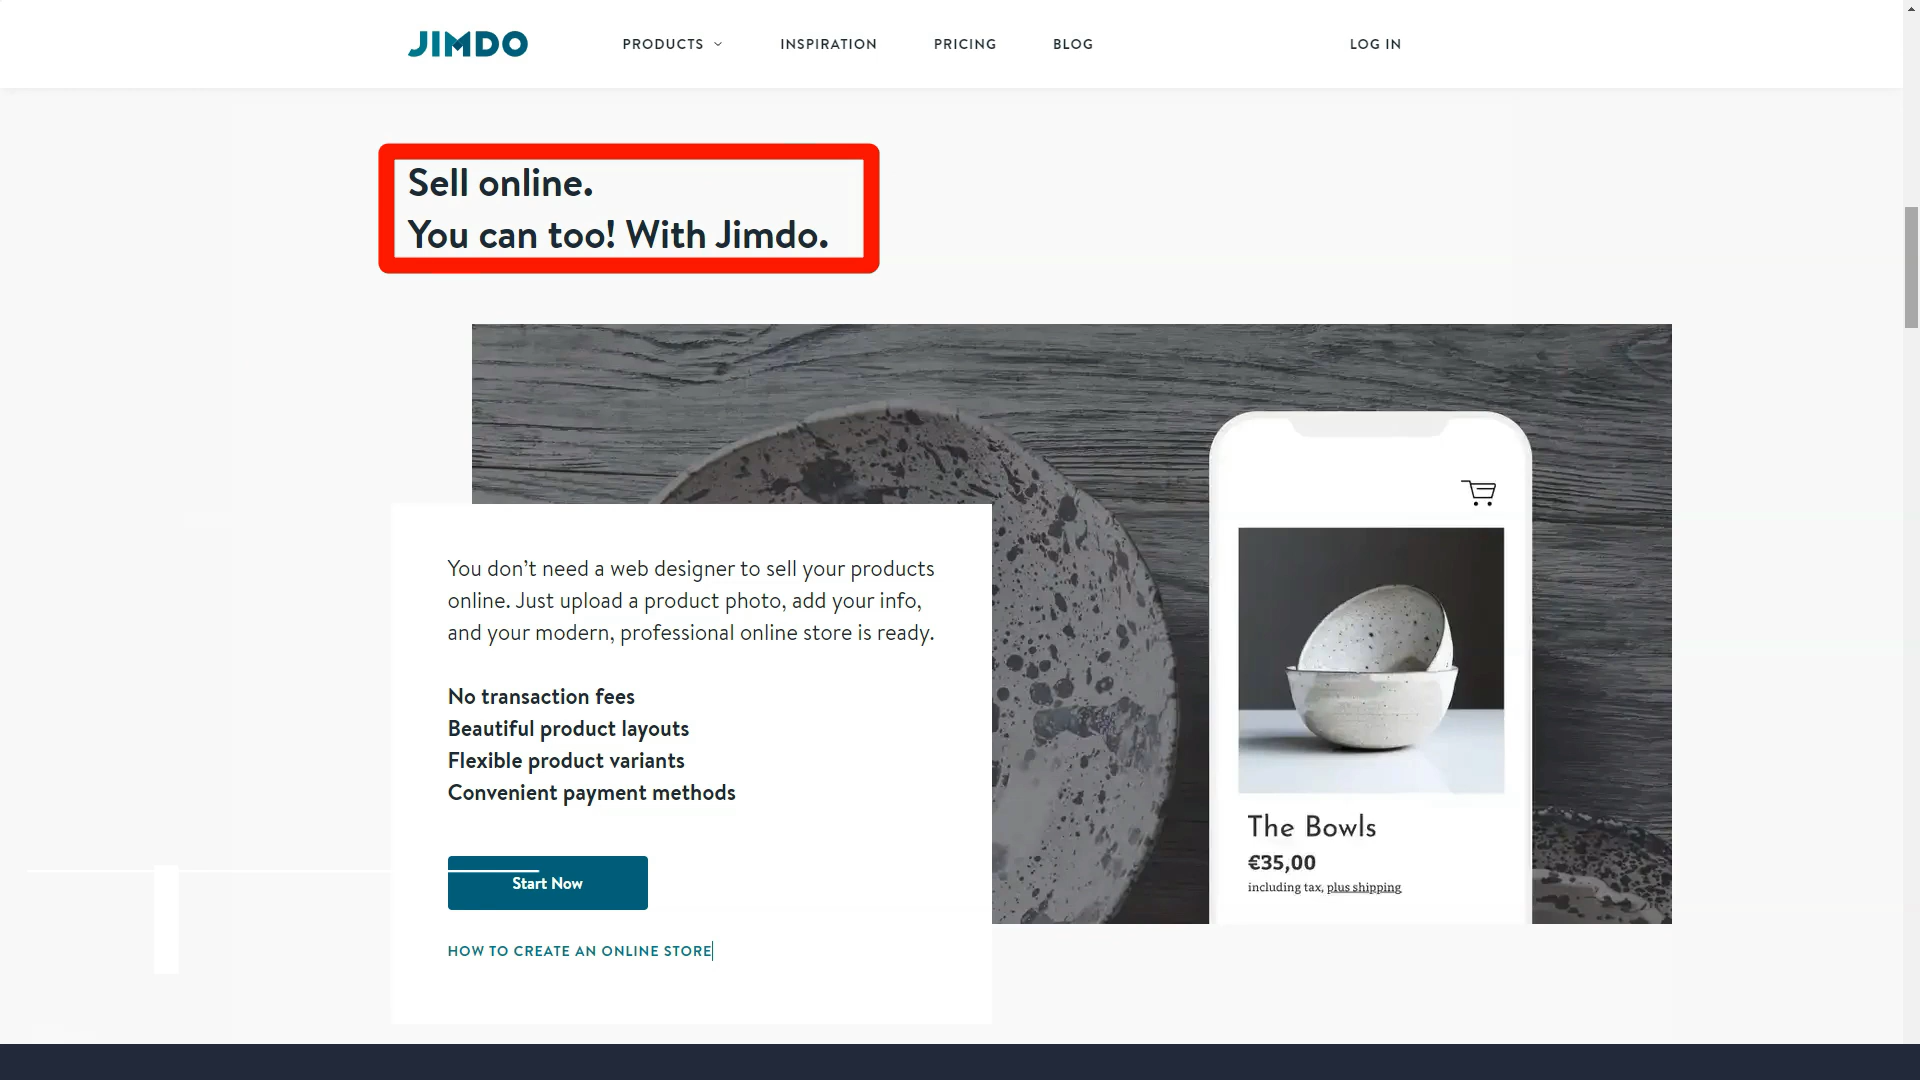 JIMDO
PRODUCTS
INSPIRATION
PRICING
BLOG
LOG IN
Sell online.
You can too! With Jimdo.
You don’t need a web designer to sell your products
online. Just upload a product photo, add your info,
and your modern, professional online store is ready.
No transaction fees
Beautiful product layouts
Flexible product variants
Convenient payment methods
Start Now
HOW TO CREATE AN ONLINE STORE
The Bowls
€35,00
including tax, plus shipping